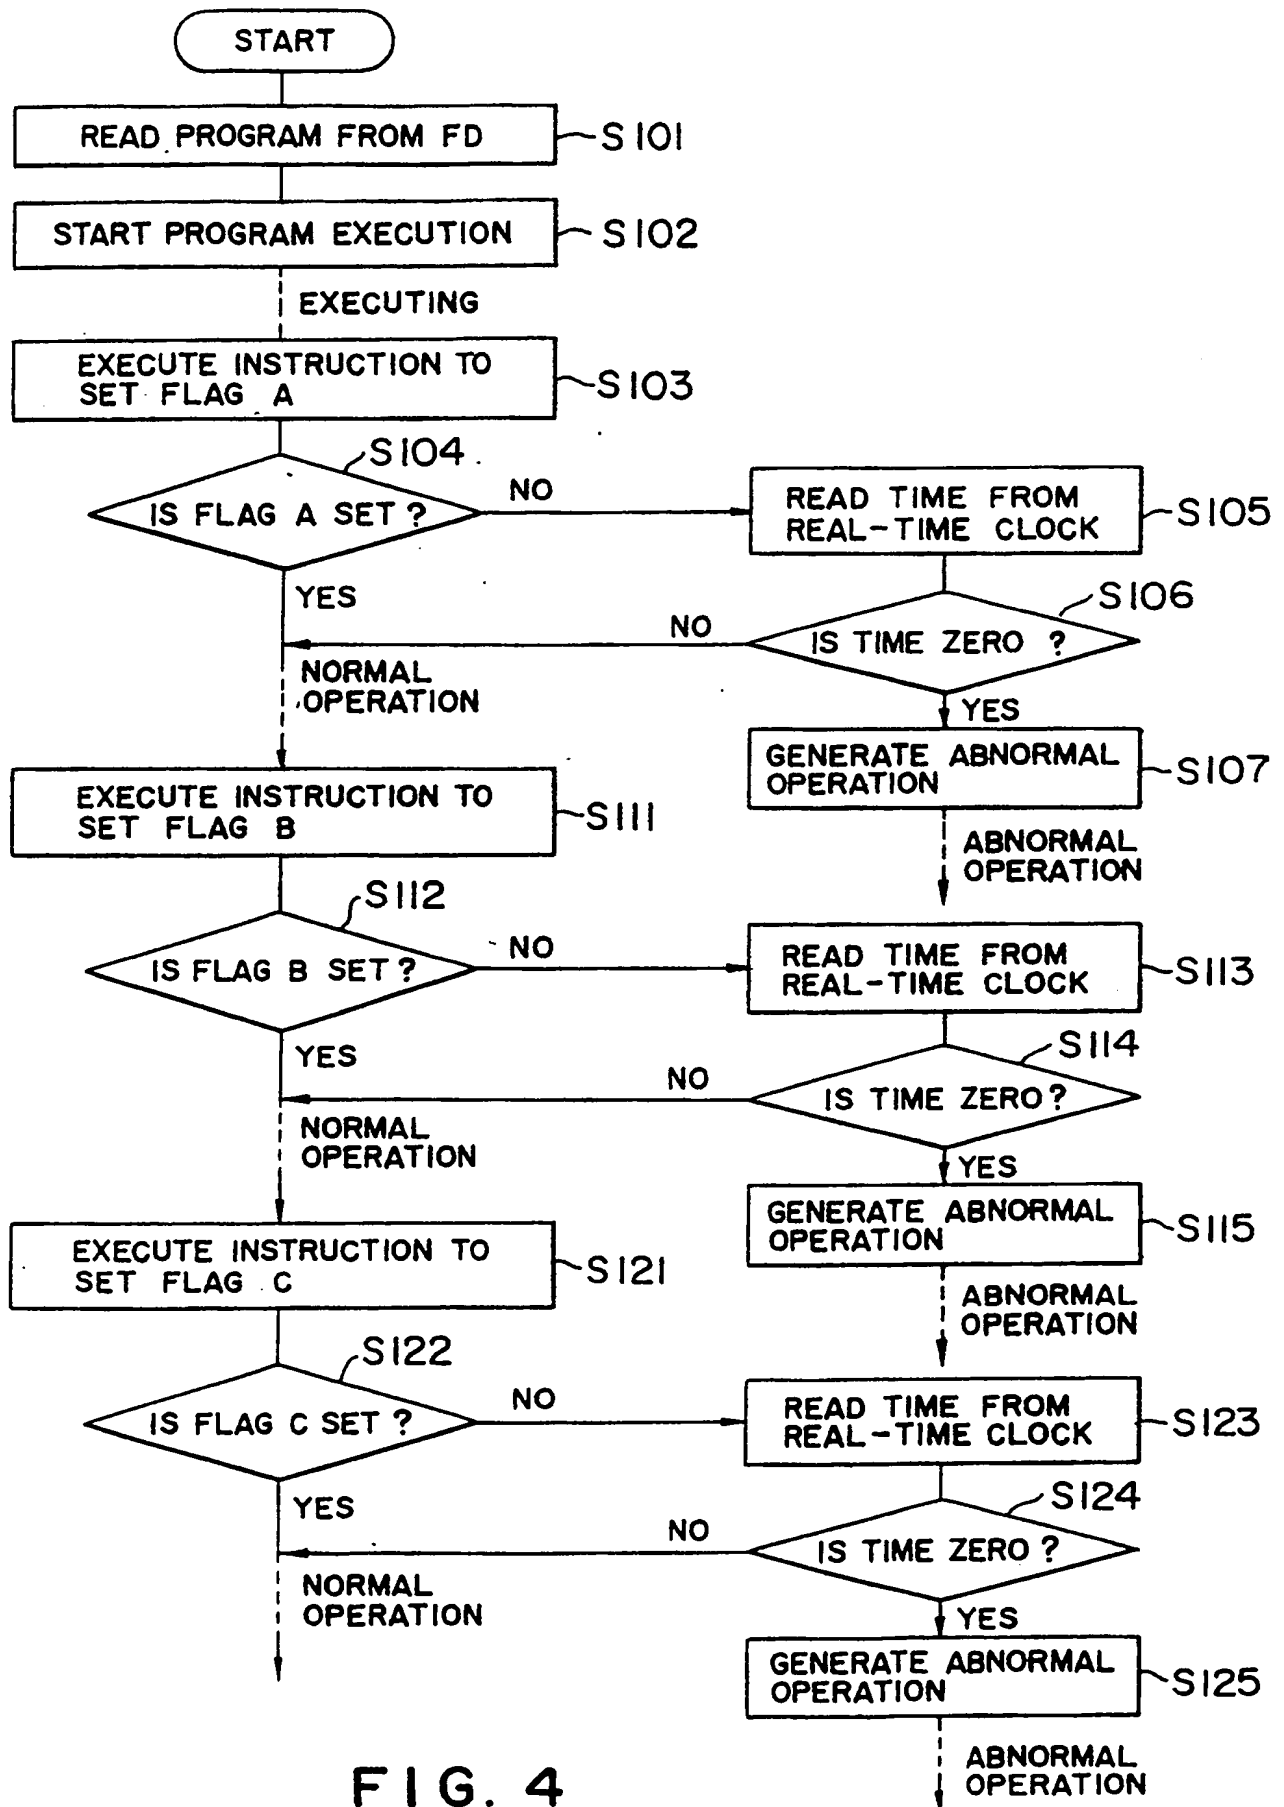 START
READ PROGRAM FROM FD
S101
START PROGRAM EXECUTION
S102
EXECUTING
EXECUTE INSTRUCTION TO
SET FLAG A
S103
S104
IS FLAG A SET?
NO
READ TIME FROM
REAL-TIME CLOCK
S105
YES
S106
IS TIME ZERO ?
NO
NORMAL
OPERATION
YES
GENERATE ABNORMAL
OPERATION
S107
ABNORMAL
OPERATION
EXECUTE INSTRUCTION TO
SET FLAG B
S111
S112
IS FLAG B SET?
NO
READ TIME FROM
REAL-TIME CLOCK
S113
YES
S114
IS TIME ZERO?
NO
NORMAL
OPERATION
YES
GENERATE ABNORMAL
OPERATION
S115
ABNORMAL
OPERATION
EXECUTE INSTRUCTION TO
SET FLAG C
S121
S122
IS FLAG C SET?
NO
READ TIME FROM
REAL-TIME CLOCK
S123
YES
S124
IS TIME ZERO?
NO
NORMAL
OPERATION
YES
GENERATE ABNORMAL
OPERATION
S125
ABNORMAL
OPERATION
FIG. 4